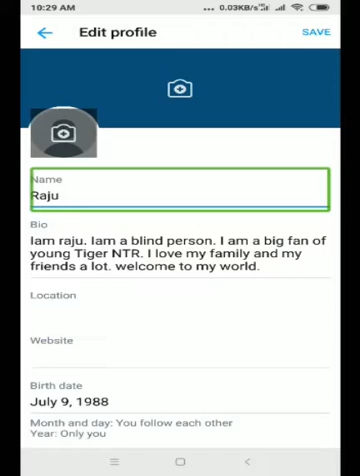 10:29 AM ... 0.03KB/s
Edit profile SAVE
Name
Raju
Bio
Iam raju. Iam a blind person. I am a big fan of
young Tiger NTR. I love my family and my
friends a lot. welcome to my world.
Location
Website
Birth date
July 9, 1988
Month and day: You follow each other
Year: Only you